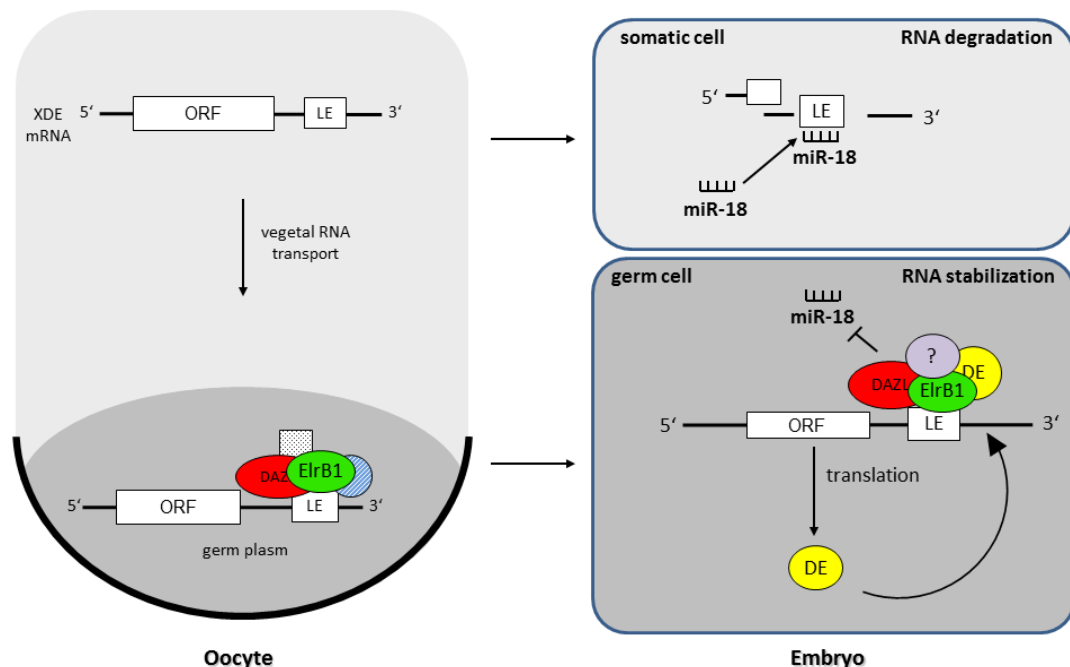 XDE
mRNA
5‘
ORF
LE
3‘
vegetal RNA
transport
ElrB1
5‘
ORF
LE
3‘
germ plasm
Oocyte
somatic cell
RNA degradation
5‘
LE
3‘
miR-18
miR-18
germ cell
RNA stabilization
miR-18
?
DE
ElrB1
5‘
ORF
LE
3‘
translation
DE
Embryo